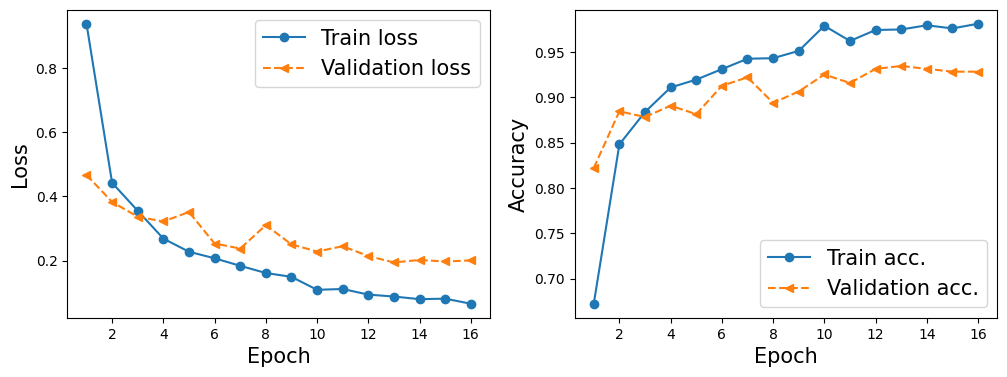 Train loss
Validation loss
0.8
0.6
0.4
0.2
Loss
2 4 6 8 10 12 14 16
Epoch
0.95
0.90
0.85
0.80
0.75
0.70
Accuracy
Train acc.
Validation acc.
2 4 6 8 10 12 14 16
Epoch